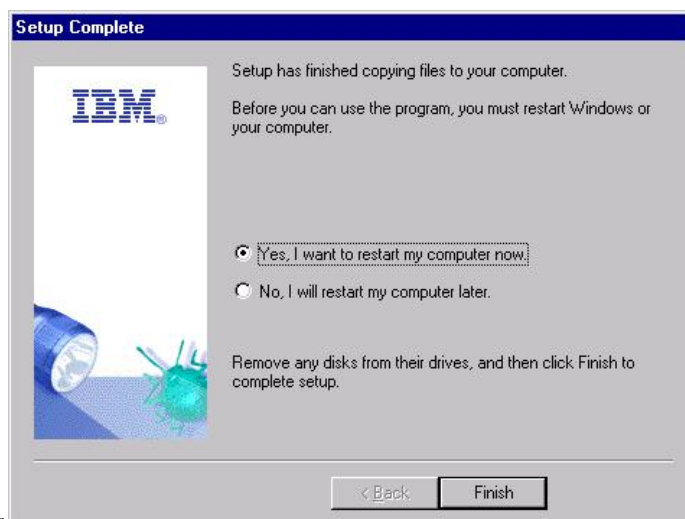 Setup Complete
IBM®
Setup has finished copying files to your computer.
Before you can use the program, you must restart Windows or
your computer.
Yes, I want to restart my computer now.
No, I will restart my computer later.
Remove any disks from their drives, and then click Finish to
complete setup.
< Back
Finish